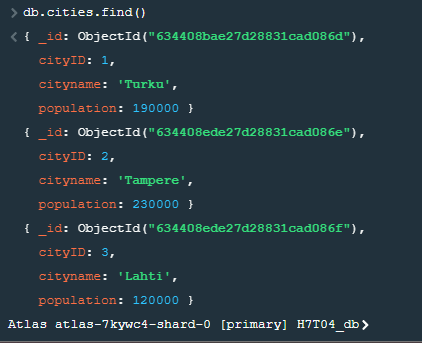 > db.cities.find()
< { _id: ObjectId("634408bae27d28831cad086d"),
cityID: 1,
cityname: 'Turku',
population: 190000 }
{ _id: ObjectId("634408ede27d28831cad086e"),
cityID: 2,
cityname: 'Tampere',
population: 230000 }
{ _id: ObjectId("634408ede27d28831cad086f"),
cityID: 3,
cityname: 'Lahti',
population: 120000 }
Atlas atlas-7kywc4-shard-0 [primary] H7T04_db>